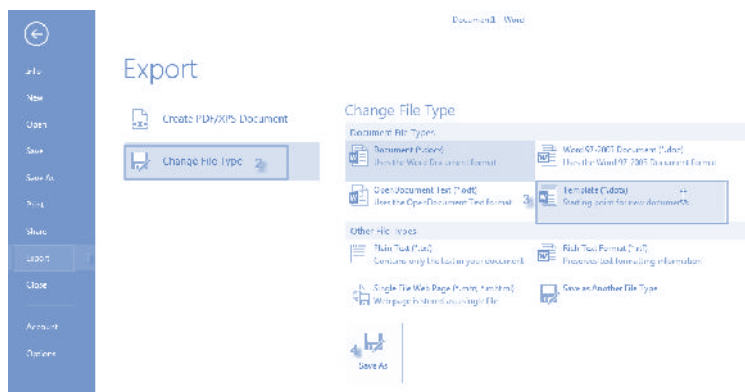 Document1 - Word
Info
New
Open
Save
Save As
Print
Share
Export 1
Close
Account
Options
Export
Create PDF/XPS Document
Change File Type 2
Change File Type
Document File Types
Document (*.docx)
Uses the Word Document format
Word 97-2003 Document (*.doc)
Uses the Word 97-2003 Document format
OpenDocument Text (*.odt)
Uses the OpenDocument Text format
3 Template (*.dotx)
Starting point for new documents
Other File Types
Plain Text (*.txt)
Contains only the text in your document
Rich Text Format (*.rtf)
Preserves text formatting information
Single File Web Page (*.mht, *.mhtml)
Web page is stored as a single file
Save as Another File Type
4
Save As